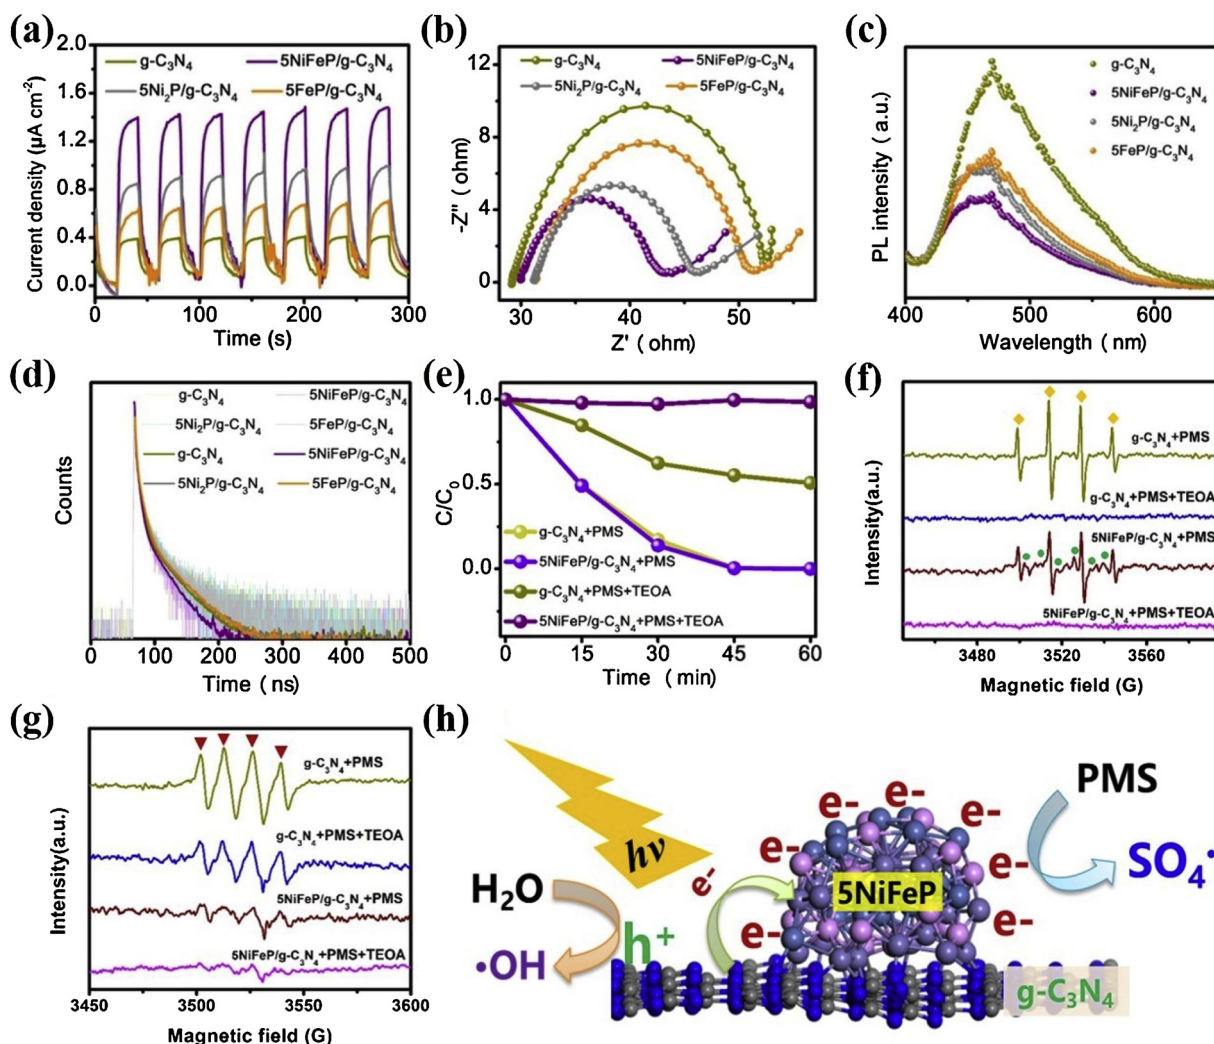 (a)
2.0
1.6
1.2
0.8
0.4
0.0
Current density (μA cm-2)
g-C3N4
5NiFeP/g-C3N4
5Ni2P/g-C3N4
5FeP/g-C3N4
0
60
120
180
240
300
Time (s)
(b)
-12
-8
-4
0
-Z" ( ohm )
g-C3N4
5NiFeP/g-C3N4
5Ni2P/g-C3N4
5FeP/g-C3N4
30
40
50
Z' ( ohm )
(c)
PL intensity ( a.u.)
g-C3N4
5NiFeP/g-C3N4
5Ni2P/g-C3N4
5FeP/g-C3N4
400
500
600
Wavelength ( nm)
(d)
Counts
g-C3N4
5NiFeP/g-C3N4
5Ni2P/g-C3N4
5FeP/g-C3N4
g-C3N4
5NiFeP/g-C3N4
5Ni2P/g-C3N4
5FeP/g-C3N4
0
100
200
300
400
500
Time ( ns)
(e)
1.0
0.5
0.0
C/C0
g-C3N4+PMS
5NiFeP/g-C3N4+PMS
g-C3N4+PMS+TEOA
5NiFeP/g-C3N4+PMS+TEOA
0
15
30
45
60
Time ( min)
(f)
Intensity(a.u.)
g-C3N4+PMS
g-C3N4+PMS+TEOA
5NiFeP/g-C3N4+PMS
5NiFeP/g-C3N4+PMS+TEOA
3480
3520
3560
Magnetic field (G)
(g)
Intensity(a.u.)
g-C3N4+PMS
g-C3N4+PMS+TEOA
5NiFeP/g-C3N4+PMS
5NiFeP/g-C3N4+PMS+TEOA
3450
3500
3550
3600
Magnetic field (G)
(h)
hν
H2O
•OH
h+
e-
e-
e-
e-
e-
e-
e-
e-
5NiFeP
PMS
SO4•
g-C3N4